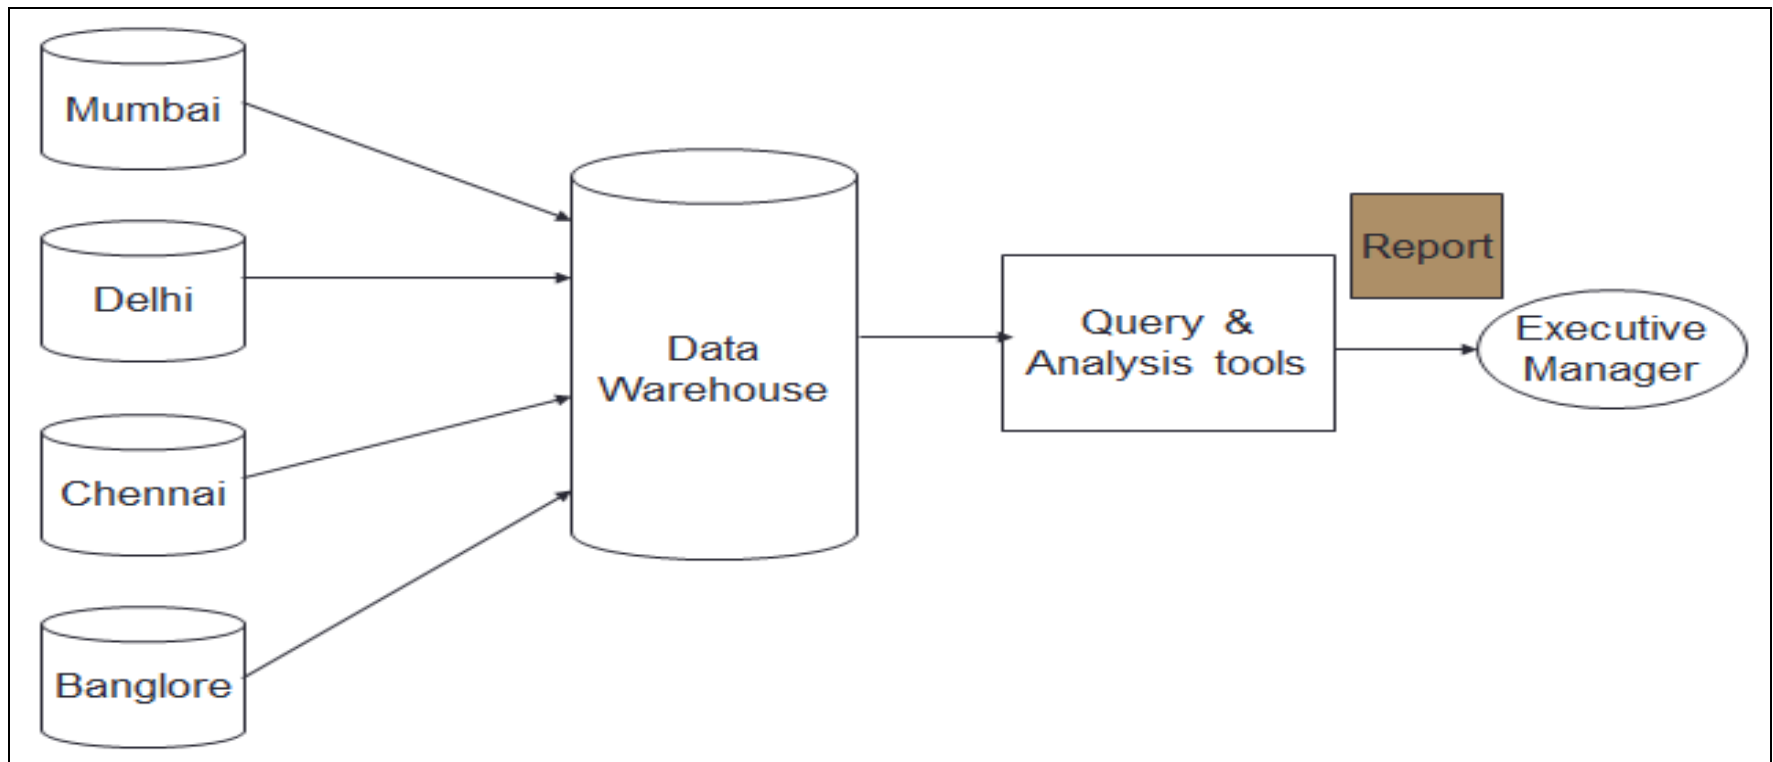 Mumbai
Delhi
Chennai
Banglore
Data
Warehouse
Query & 
Analysis tools
Report
Executive
Manager